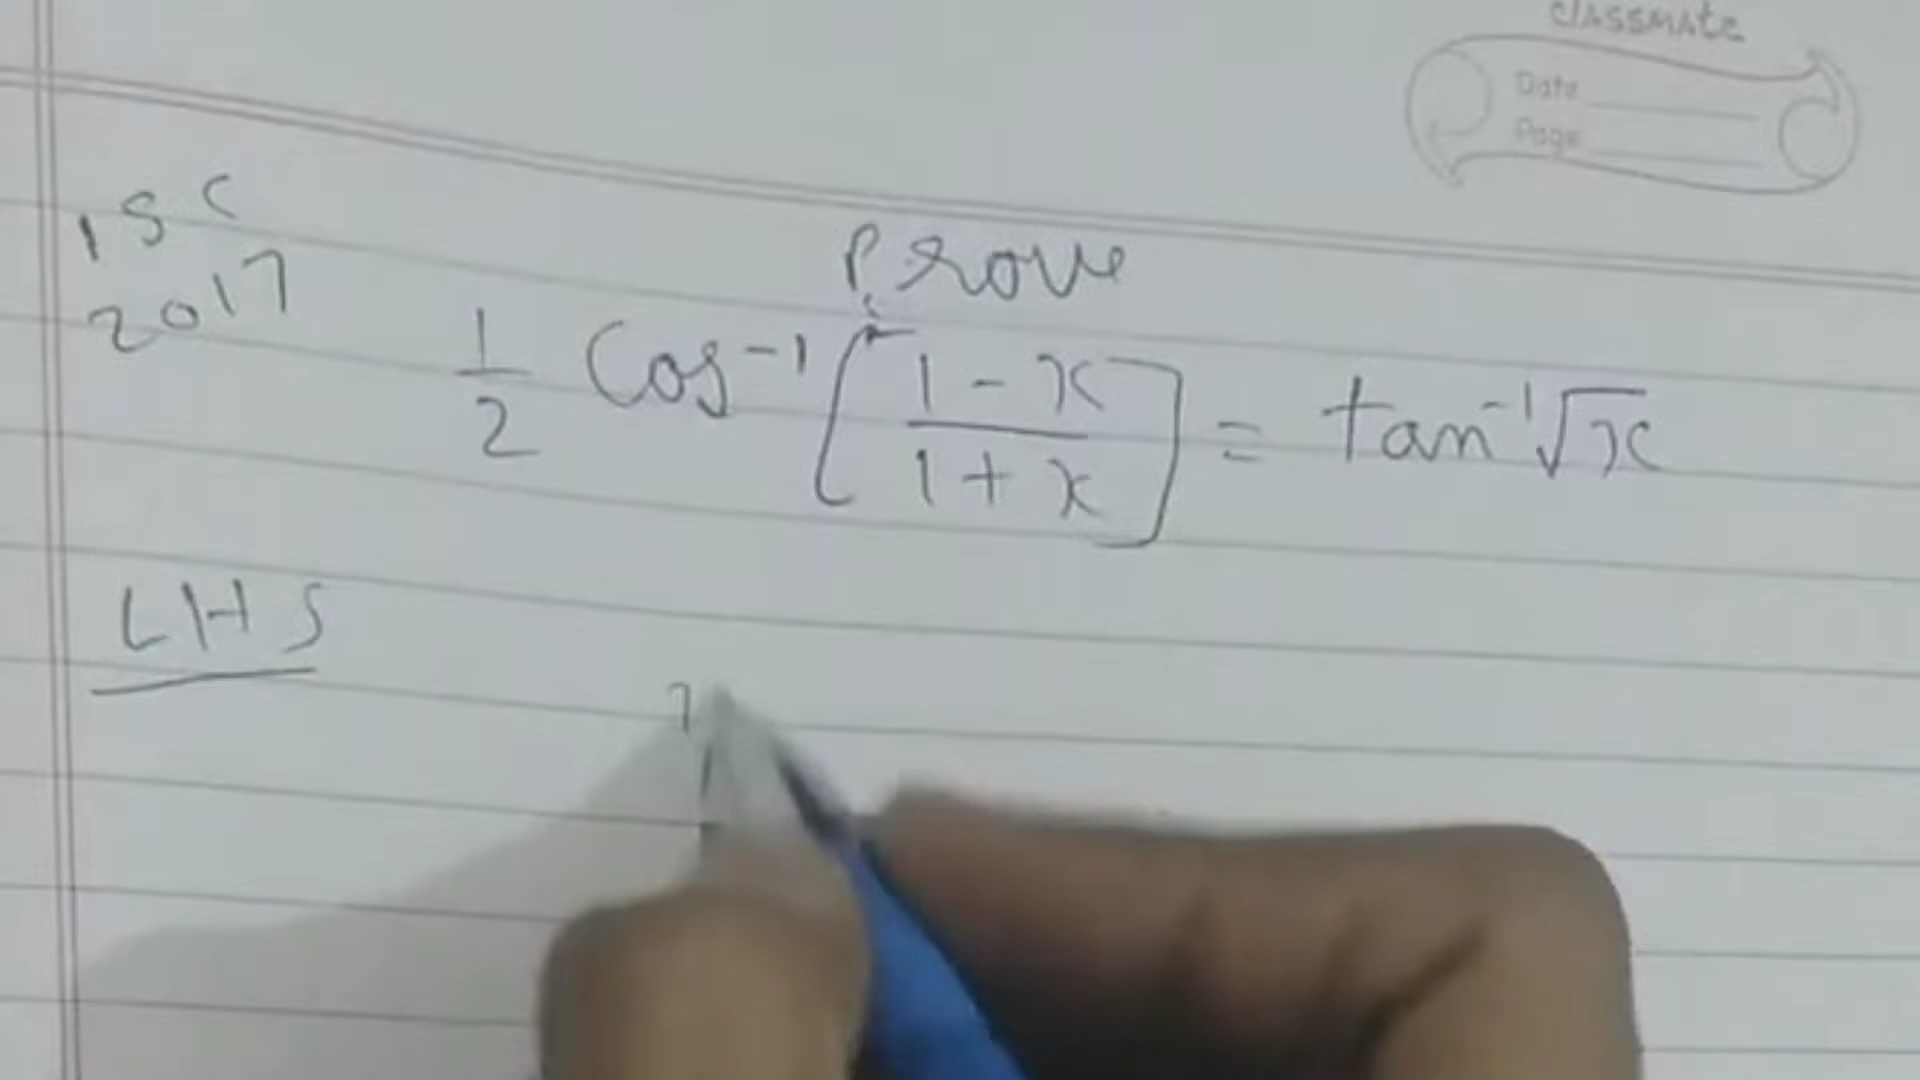 classmate
Date
Page
ISC
2017
Prove
1/2 Cos⁻¹ [1 - x / 1 + x] = tan⁻¹√x
LHS